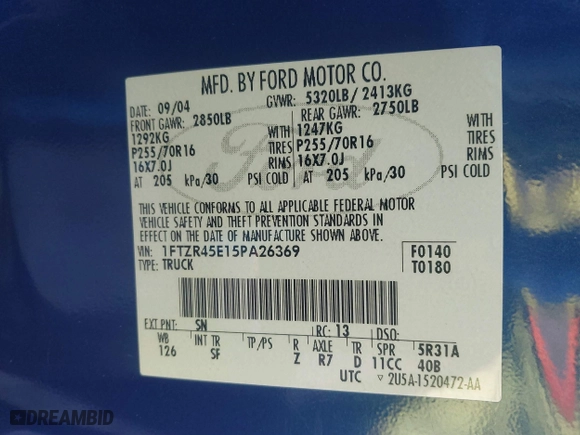 MFD. BY FORD MOTOR CO.
DATE: 09/04 GVWR: 5320LB/ 2413KG
FRONT GAWR: 2850LB REAR GAWR: 2750LB
1292KG WITH 1247KG WITH
P255/70R16 TIRES P255/70R16 TIRES
16X7.0J RIMS 16X7.0J RIMS
AT 205 kPa/30 PSI COLD AT 205 kPa/30 PSI COLD
Ford
THIS VEHICLE CONFORMS TO ALL APPLICABLE FEDERAL MOTOR
VEHICLE SAFETY AND THEFT PREVENTION STANDARDS IN
EFFECT ON THE DATE OF MANUFACTURE SHOWN ABOVE.
VIN: 1FTZR45E15PA26369 F0140
TYPE: TRUCK T0180
EXT PNT: SN RC: 13 DSO:
WB INT TR TP/PS R AXLE TR SPR 5R31A
126 SF Z R7 D 11CC 40B
UTC 2U5A-1520472-AA
DREAMBID